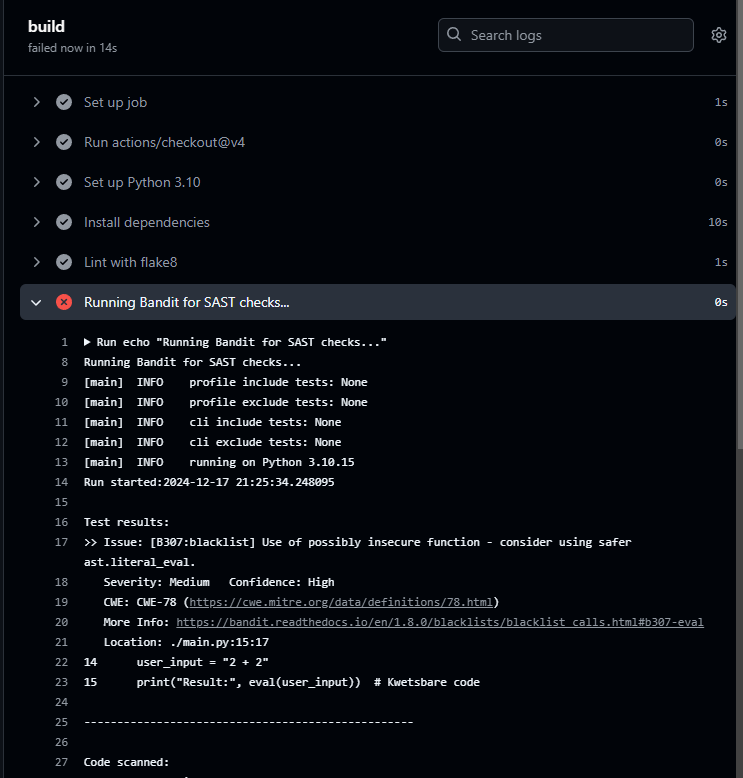 build
failed now in 14s
Search logs
Set up job 1s
Run actions/checkout@v4 0s
Set up Python 3.10 0s
Install dependencies 10s
Lint with flake8 1s
Running Bandit for SAST checks... 0s
1 Run echo "Running Bandit for SAST checks..."
8 Running Bandit for SAST checks...
9 [main] INFO profile include tests: None
10 [main] INFO profile exclude tests: None
11 [main] INFO cli include tests: None
12 [main] INFO cli exclude tests: None
13 [main] INFO running on Python 3.10.15
14 Run started:2024-12-17 21:25:34.248095
15
16 Test results:
17 >> Issue: [B307:blacklist] Use of possibly insecure function - consider using safer
ast.literal_eval.
18 Severity: Medium Confidence: High
19 CWE: CWE-78 (https://cwe.mitre.org/data/definitions/78.html)
20 More Info: https://bandit.readthedocs.io/en/1.8.0/blacklists/blacklist_calls.html#b307-eval
21 Location: ./main.py:15:17
22 14 user_input = "2 + 2"
23 15 print("Result:", eval(user_input)) # Kwetsbare code
24
25 --------------------------------------------------
26
27 Code scanned: